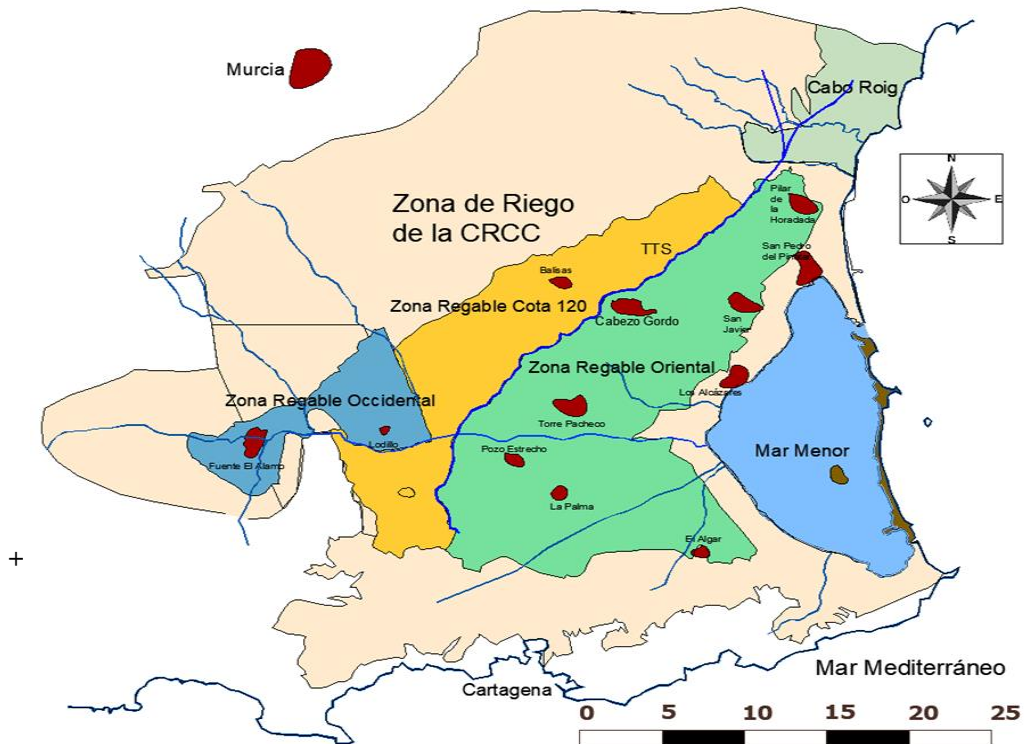 Murcia
Cabo Roig
N
O
E
S
Pilar
de
la
Horadada
Zona de Riego
de la CRCC
TTS
San Pedro
del Pinatar
Balisas
Zona Regable Cota 120
Cabezo Gordo
San
Javier
Zona Regable Oriental
Los Alcázares
Zona Regable Occidental
Torre Pacheco
Lodillo
Pozo Estrecho
Mar Menor
Fuente El Alamo
La Palma
El Algar
Mar Mediterráneo
Cartagena
0 5 10 15 20 25